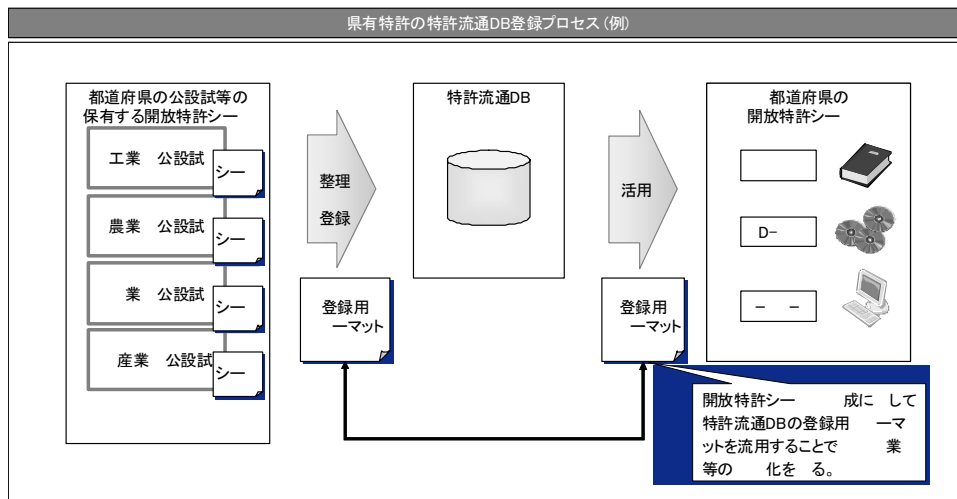 県有特許の特許流通DB登録プロセス(例)
都道府県の公設試等の
保有する開放特許シー
工業 公設試
シー
農業 公設試
シー
業 公設試
シー
産業 公設試
シー
整理
登録
登録用
ーマット
特許流通DB
活用
登録用
ーマット
都道府県の
開放特許シー
D-
- -
開放特許シー 成に して
特許流通DBの登録用 ーマ
ットを流用することで 業
等の 化を る。